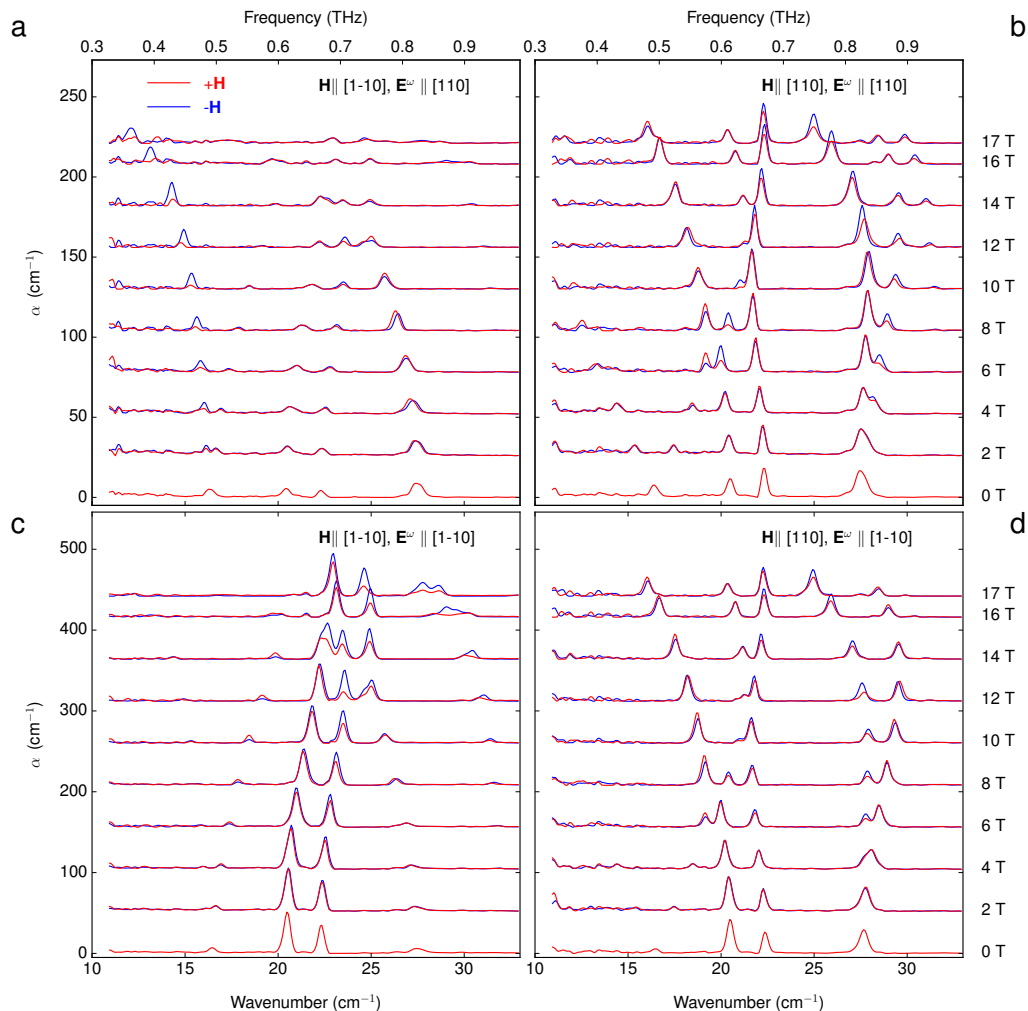 Frequency (THz)
Frequency (THz)
a
b
0.3 0.4 0.5 0.6 0.7 0.8 0.9
0.3 0.4 0.5 0.6 0.7 0.8 0.9
+H
-H
H∥ [1-10], Eω ∥ [110]
H∥ [110], Eω ∥ [110]
250
200
150
100
50
0
α (cm−1)
17 T
16 T
14 T
12 T
10 T
8 T
6 T
4 T
2 T
0 T
c
d
H∥ [1-10], Eω ∥ [1-10]
H∥ [110], Eω ∥ [1-10]
500
400
300
200
100
0
α (cm−1)
17 T
16 T
14 T
12 T
10 T
8 T
6 T
4 T
2 T
0 T
10 15 20 25 30
10 15 20 25 30
Wavenumber (cm−1)
Wavenumber (cm−1)